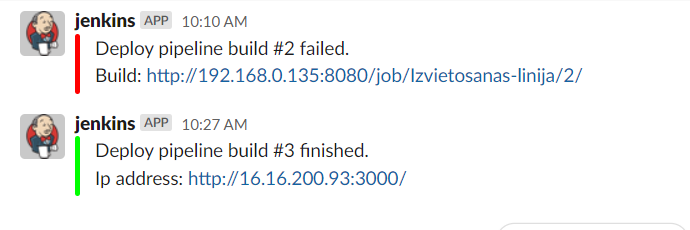 jenkins APP 10:10 AM
Deploy pipeline build #2 failed.
Build: http://192.168.0.135:8080/job/Izvietosanas-linija/2/
jenkins APP 10:27 AM
Deploy pipeline build #3 finished.
Ip address: http://16.16.200.93:3000/